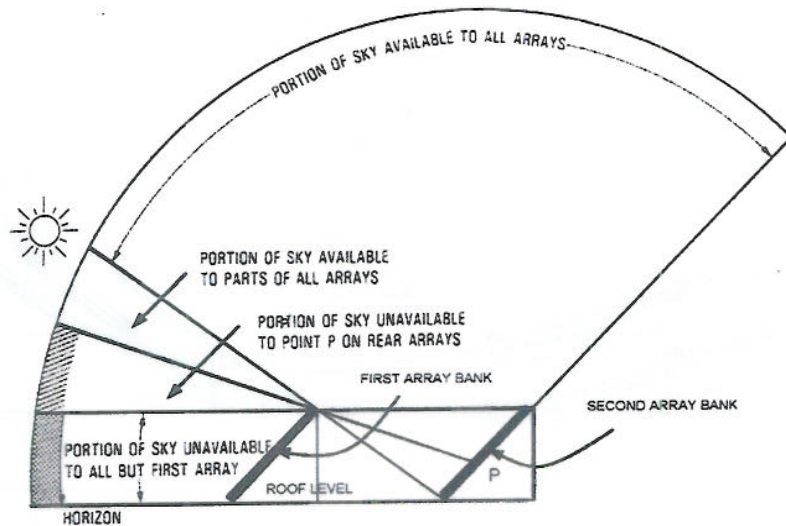 PORTION OF SKY AVAILABLE TO ALL ARRAYS
PORTION OF SKY AVAILABLE
TO PARTS OF ALL ARRAYS
PORTION OF SKY UNAVAILABLE
TO POINT P ON REAR ARRAYS
FIRST ARRAY BANK
SECOND ARRAY BANK
PORTION OF SKY UNAVAILABLE
TO ALL BUT FIRST ARRAY
P
ROOF LEVEL
HORIZON